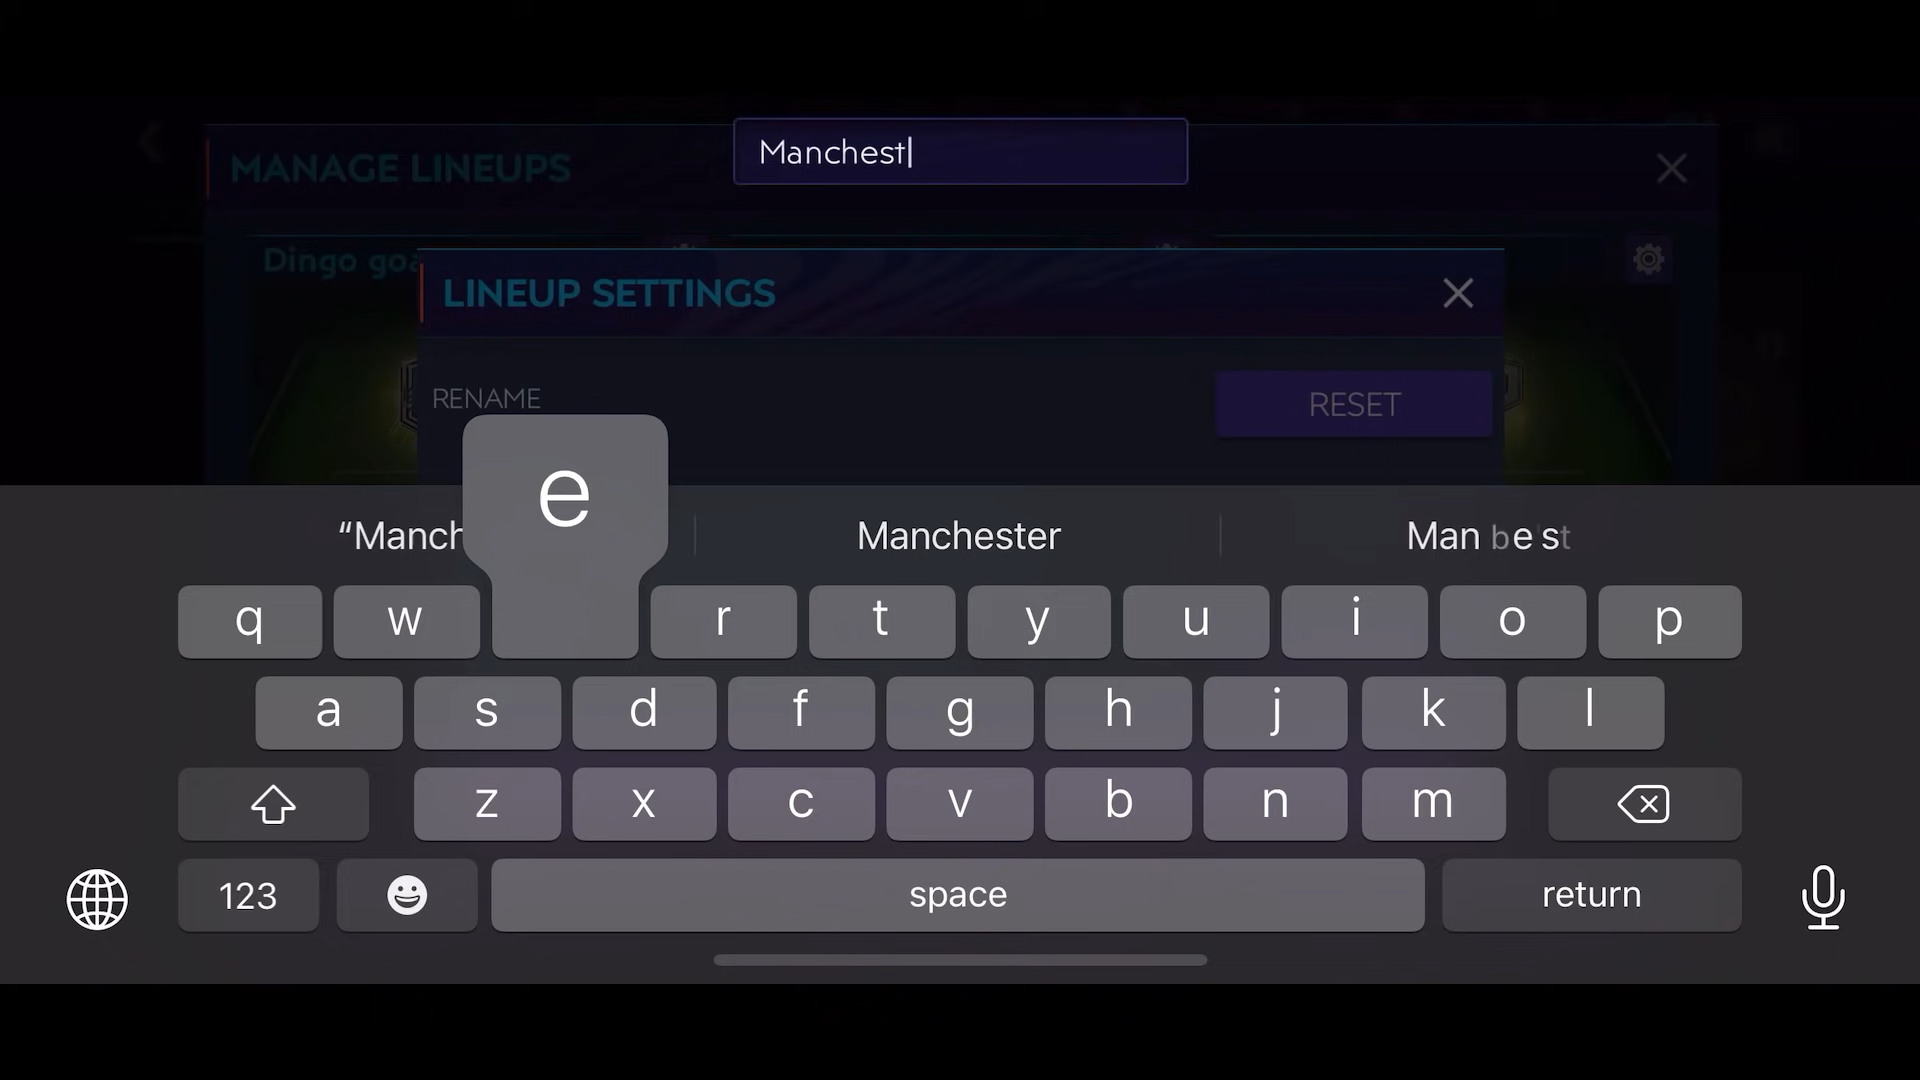 Manchest
MANAGE LINEUPS
Dingo goa
LINEUP SETTINGS
RENAME
RESET
e
“Manch
Manchester
Man be st
q w r t y u i o p
a s d f g h j k l
z x c v b n m
123 space return